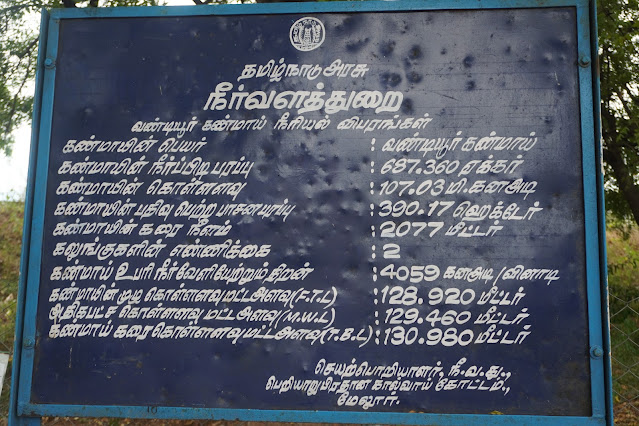 தமிழ்நாடு அரசு
நீர்வளத்துறை
வண்டியூர் கண்மாய் நீரியல் விபரங்கள்
கண்மாயின் பெயர் : வண்டியூர் கண்மாய்
கண்மாயின் நீர்ப்பிடி பரப்பு : 687.360 ஏக்கர்
கண்மாயின் கொள்ளளவு : 107.03 மி.கனஅடி
கண்மாயின் பதிவு பெற்ற பாசனபரப்பு : 390.17 ஹெக்டேர்
கண்மாயின் கரை நீளம் : 2077 மீட்டர்
கலுங்குகளின் எண்ணிக்கை : 2
கண்மாய் உபரி நீர்வெளியேற்றும் திறன் : 4059 கனஅடி/வினாடி
கண்மாயின் முழு கொள்ளளவு மட்டஅளவு(F.T.L) : 128.920 மீட்டர்
அதிகபட்ச கொள்ளளவு மட்டஅளவு(M.W.L) : 129.460 மீட்டர்
கண்மாய் கரைகொள்ளளவு மட்டஅளவு(T.B.L) : 130.980 மீட்டர்
செயற்பொறியாளர், நீ.வ.து.,
பெரியாறு பிரதான கால்வாய் கோட்டம்.,
மேலூர்.